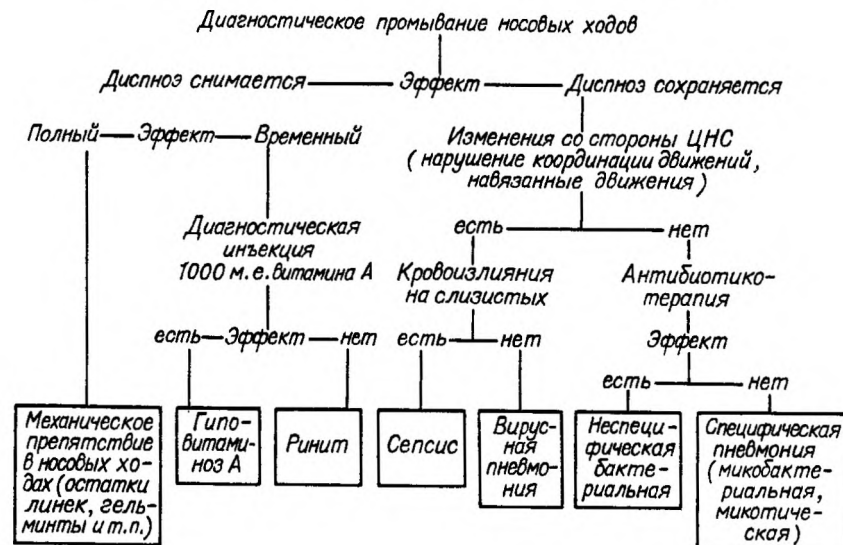 Диагностическое промывание носовых ходов
Диспноэ снимается — Эффект — Диспноэ сохраняется
Полный — Эффект — Временный
Изменения со стороны ЦНС
(нарушение координации движений,
навязанные движения)
Диагностическая
инъекция
1000 м.е. витамина А
есть — нет
Кровоизлияния
на слизистых
Антибиотико-
терапия
есть — Эффект — нет
есть — нет
Эффект
есть — нет
Механическое
препятствие
в носовых хо-
дах (остатки
линек, гель-
минты и т.п.)
Гипо-
витами-
ноз А
Ринит
Сепсис
Вирус-
ная
пневмо-
ния
Неспеци-
фическая
бакте-
риальная
Специфическая
пневмония
(микобакте-
риальная,
микотиче-
ская)